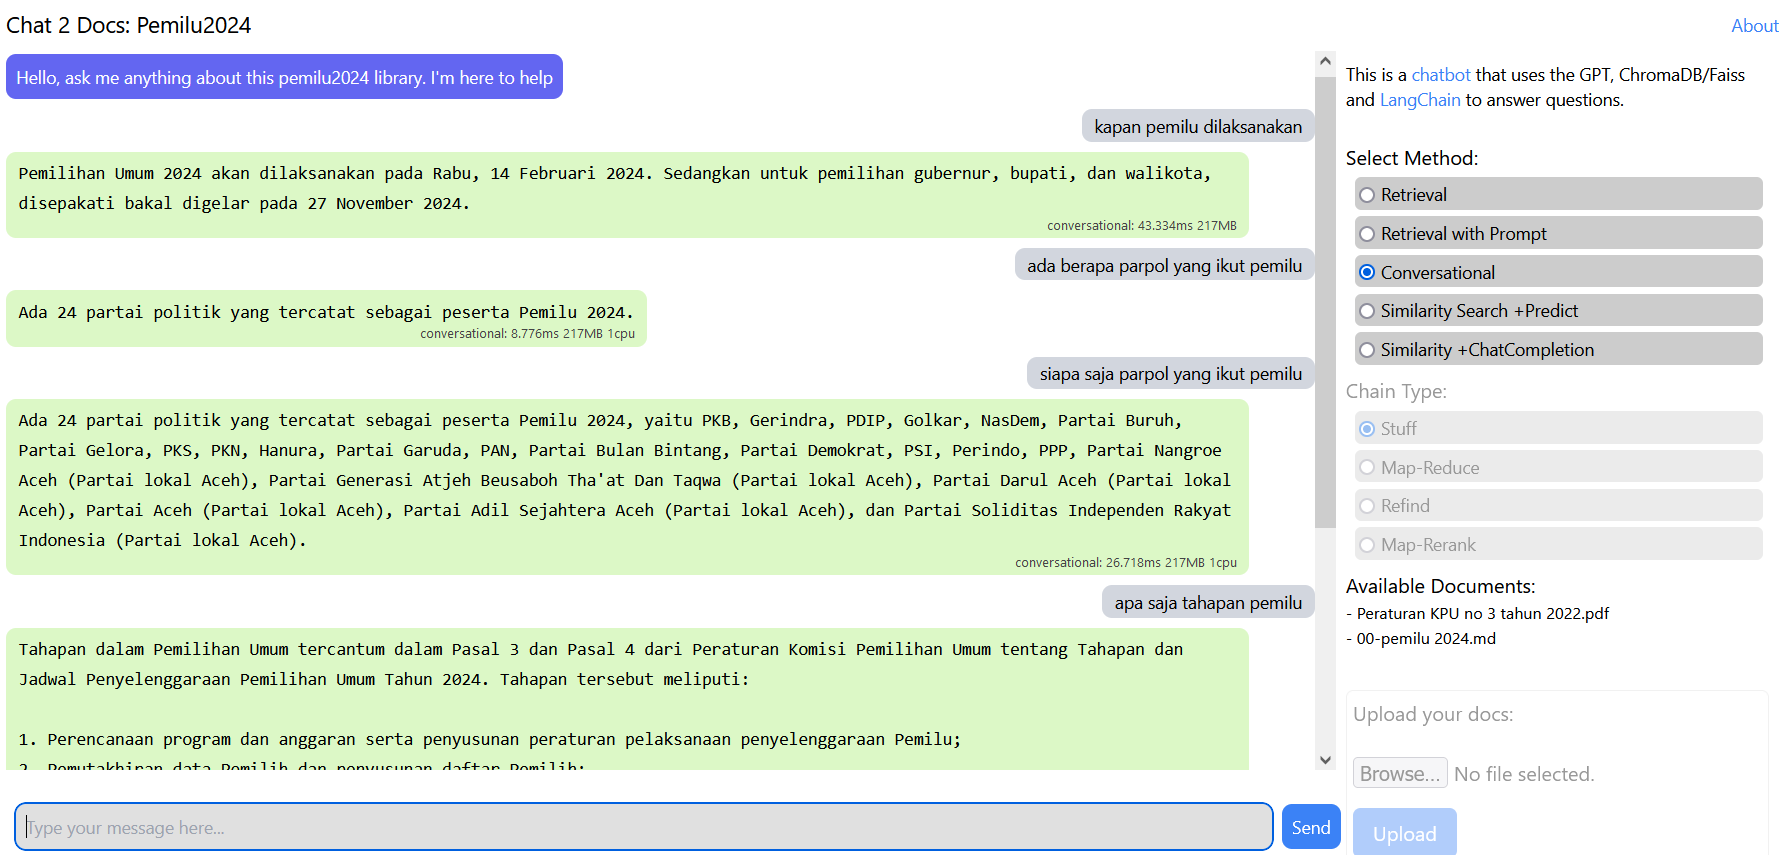 Chat 2 Docs: Pemilu2024
About
Hello, ask me anything about this pemilu2024 library. I'm here to help
kapan pemilu dilaksanakan
Pemilihan Umum 2024 akan dilaksanakan pada Rabu, 14 Februari 2024. Sedangkan untuk pemilihan gubernur, bupati, dan walikota,
disepakati bakal digelar pada 27 November 2024.
conversational: 43.334ms 217MB
ada berapa parpol yang ikut pemilu
Ada 24 partai politik yang tercatat sebagai peserta Pemilu 2024.
conversational: 8.776ms 217MB 1cpu
siapa saja parpol yang ikut pemilu
Ada 24 partai politik yang tercatat sebagai peserta Pemilu 2024, yaitu PKB, Gerindra, PDIP, Golkar, NasDem, Partai Buruh,
Partai Gelora, PKS, PKN, Hanura, Partai Garuda, PAN, Partai Bulan Bintang, Partai Demokrat, PSI, Perindo, PPP, Partai Nangroe
Aceh (Partai lokal Aceh), Partai Generasi Atjeh Beusaboh Tha'at Dan Taqwa (Partai lokal Aceh), Partai Darul Aceh (Partai lokal
Aceh), Partai Aceh (Partai lokal Aceh), Partai Adil Sejahtera Aceh (Partai lokal Aceh), dan Partai Soliditas Independen Rakyat
Indonesia (Partai lokal Aceh).
conversational: 26.718ms 217MB 1cpu
apa saja tahapan pemilu
Tahapan dalam Pemilihan Umum tercantum dalam Pasal 3 dan Pasal 4 dari Peraturan Komisi Pemilihan Umum tentang Tahapan dan
Jadwal Penyelenggaraan Pemilihan Umum Tahun 2024. Tahapan tersebut meliputi:
1. Perencanaan program dan anggaran serta penyusunan peraturan pelaksanaan penyelenggaraan Pemilu;
2. Pemutakhiran data Pemilih dan penyusunan daftar Pemilih;
Type your message here...
Send
This is a chatbot that uses the GPT, ChromaDB/Faiss
and LangChain to answer questions.
Select Method:
Retrieval
Retrieval with Prompt
Conversational
Similarity Search +Predict
Similarity +ChatCompletion
Chain Type:
Stuff
Map-Reduce
Refind
Map-Rerank
Available Documents:
- Peraturan KPU no 3 tahun 2022.pdf
- 00-pemilu 2024.md
Upload your docs:
Browse... No file selected.
Upload